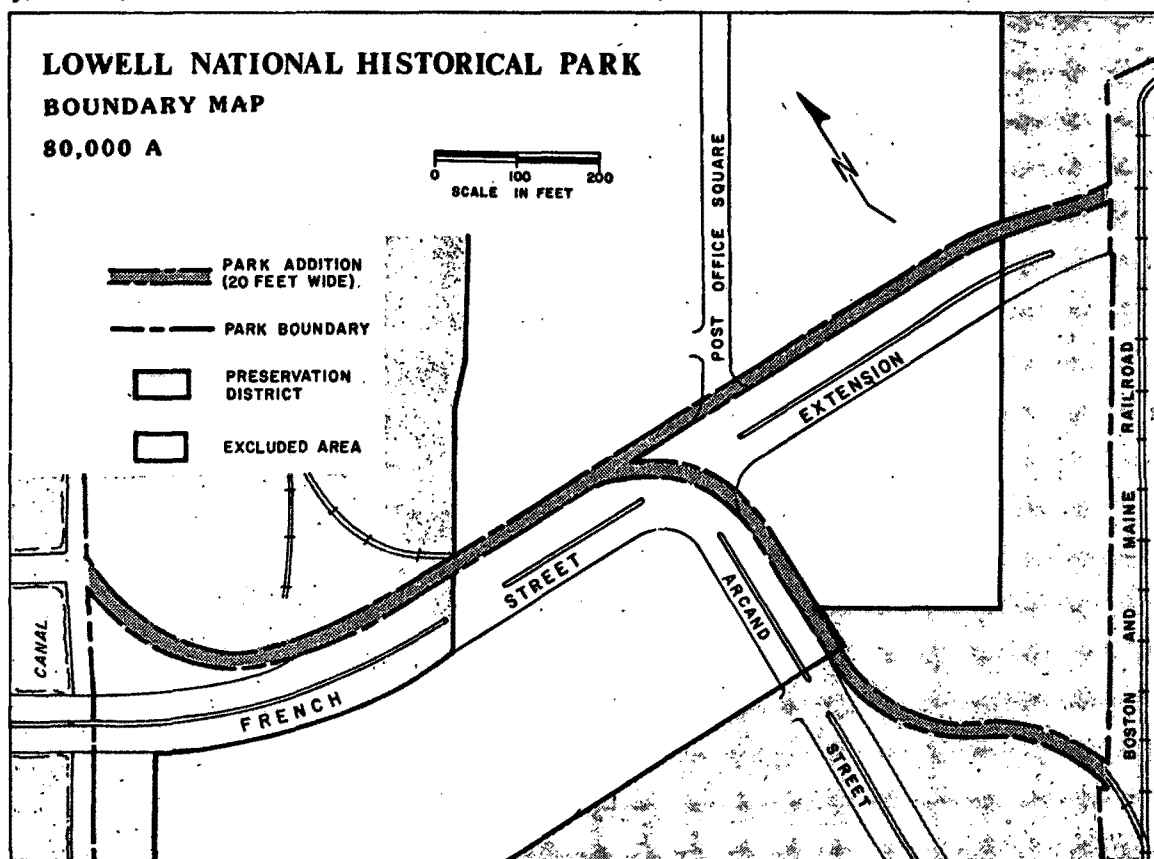 LOWELL NATIONAL HISTORICAL PARK
BOUNDARY MAP
80,000 A
0 100 200
SCALE IN FEET
N
POST OFFICE SQUARE
PARK ADDITION
(20 FEET WIDE).
PARK BOUNDARY
PRESERVATION
DISTRICT
EXCLUDED AREA
EXTENSION
STREET
ARCAND
STREET
FRENCH
CANAL
BOSTON AND MAINE RAILROAD